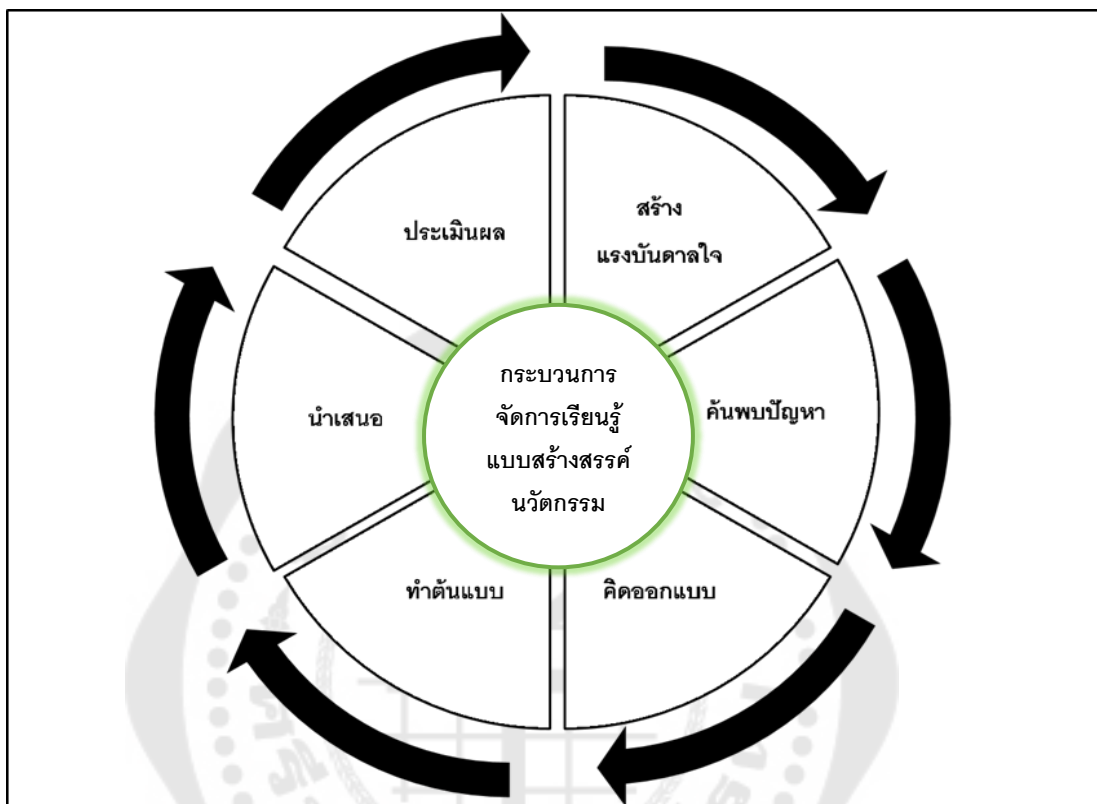 สร้าง
แรงบันดาลใจ
ค้นพบปัญหา
คิดออกแบบ
ทำต้นแบบ
นำเสนอ
ประเมินผล
กระบวนการ
จัดการเรียนรู้
แบบสร้างสรรค์
นวัตกรรม